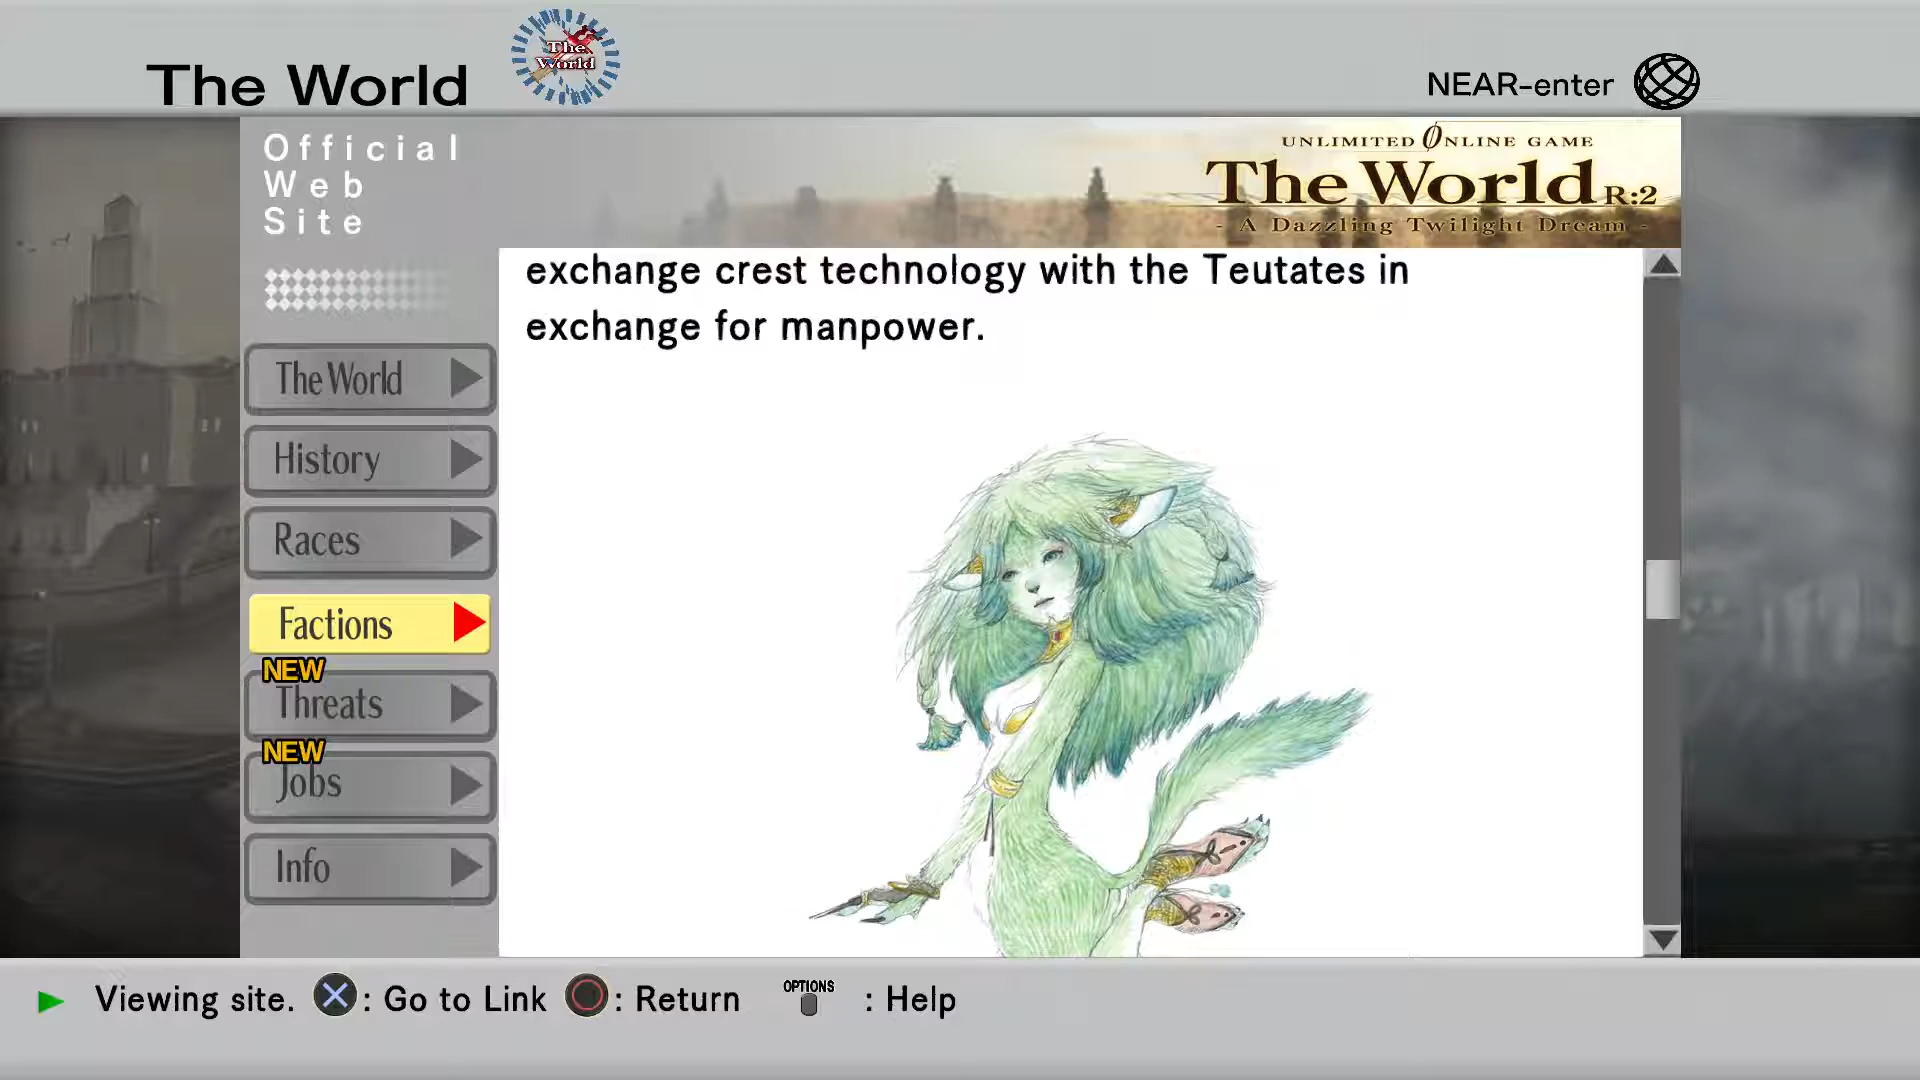 The World
The
World
NEAR-enter
Official
Web
Site
UNLIMITED ØNLINE GAME
The World R:2
- A Dazzling Twilight Dream -
exchange crest technology with the Teutates in
exchange for manpower.
The World
History
Races
Factions
NEW
Threats
NEW
Jobs
Info
Viewing site. : Go to Link : Return OPTIONS : Help